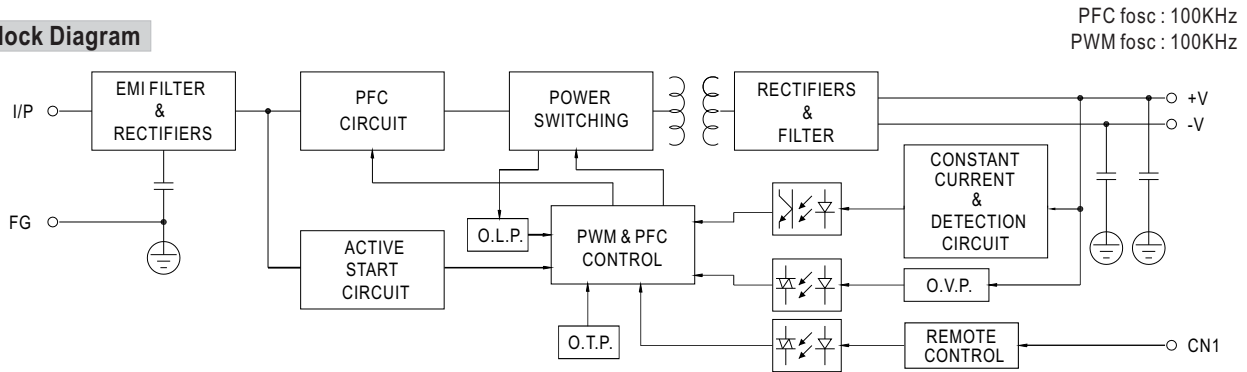 PFC fosc : 100KHz
lock Diagram
PWM fosc : 100KHz
I/P
EMI FILTER
&
RECTIFIERS
PFC
CIRCUIT
POWER
SWITCHING
RECTIFIERS
&
FILTER
+V
-V
CONSTANT
CURRENT
&
DETECTION
CIRCUIT
FG
O.L.P.
PWM & PFC
CONTROL
ACTIVE
START
CIRCUIT
O.V.P.
O.T.P.
REMOTE
CONTROL
CN1